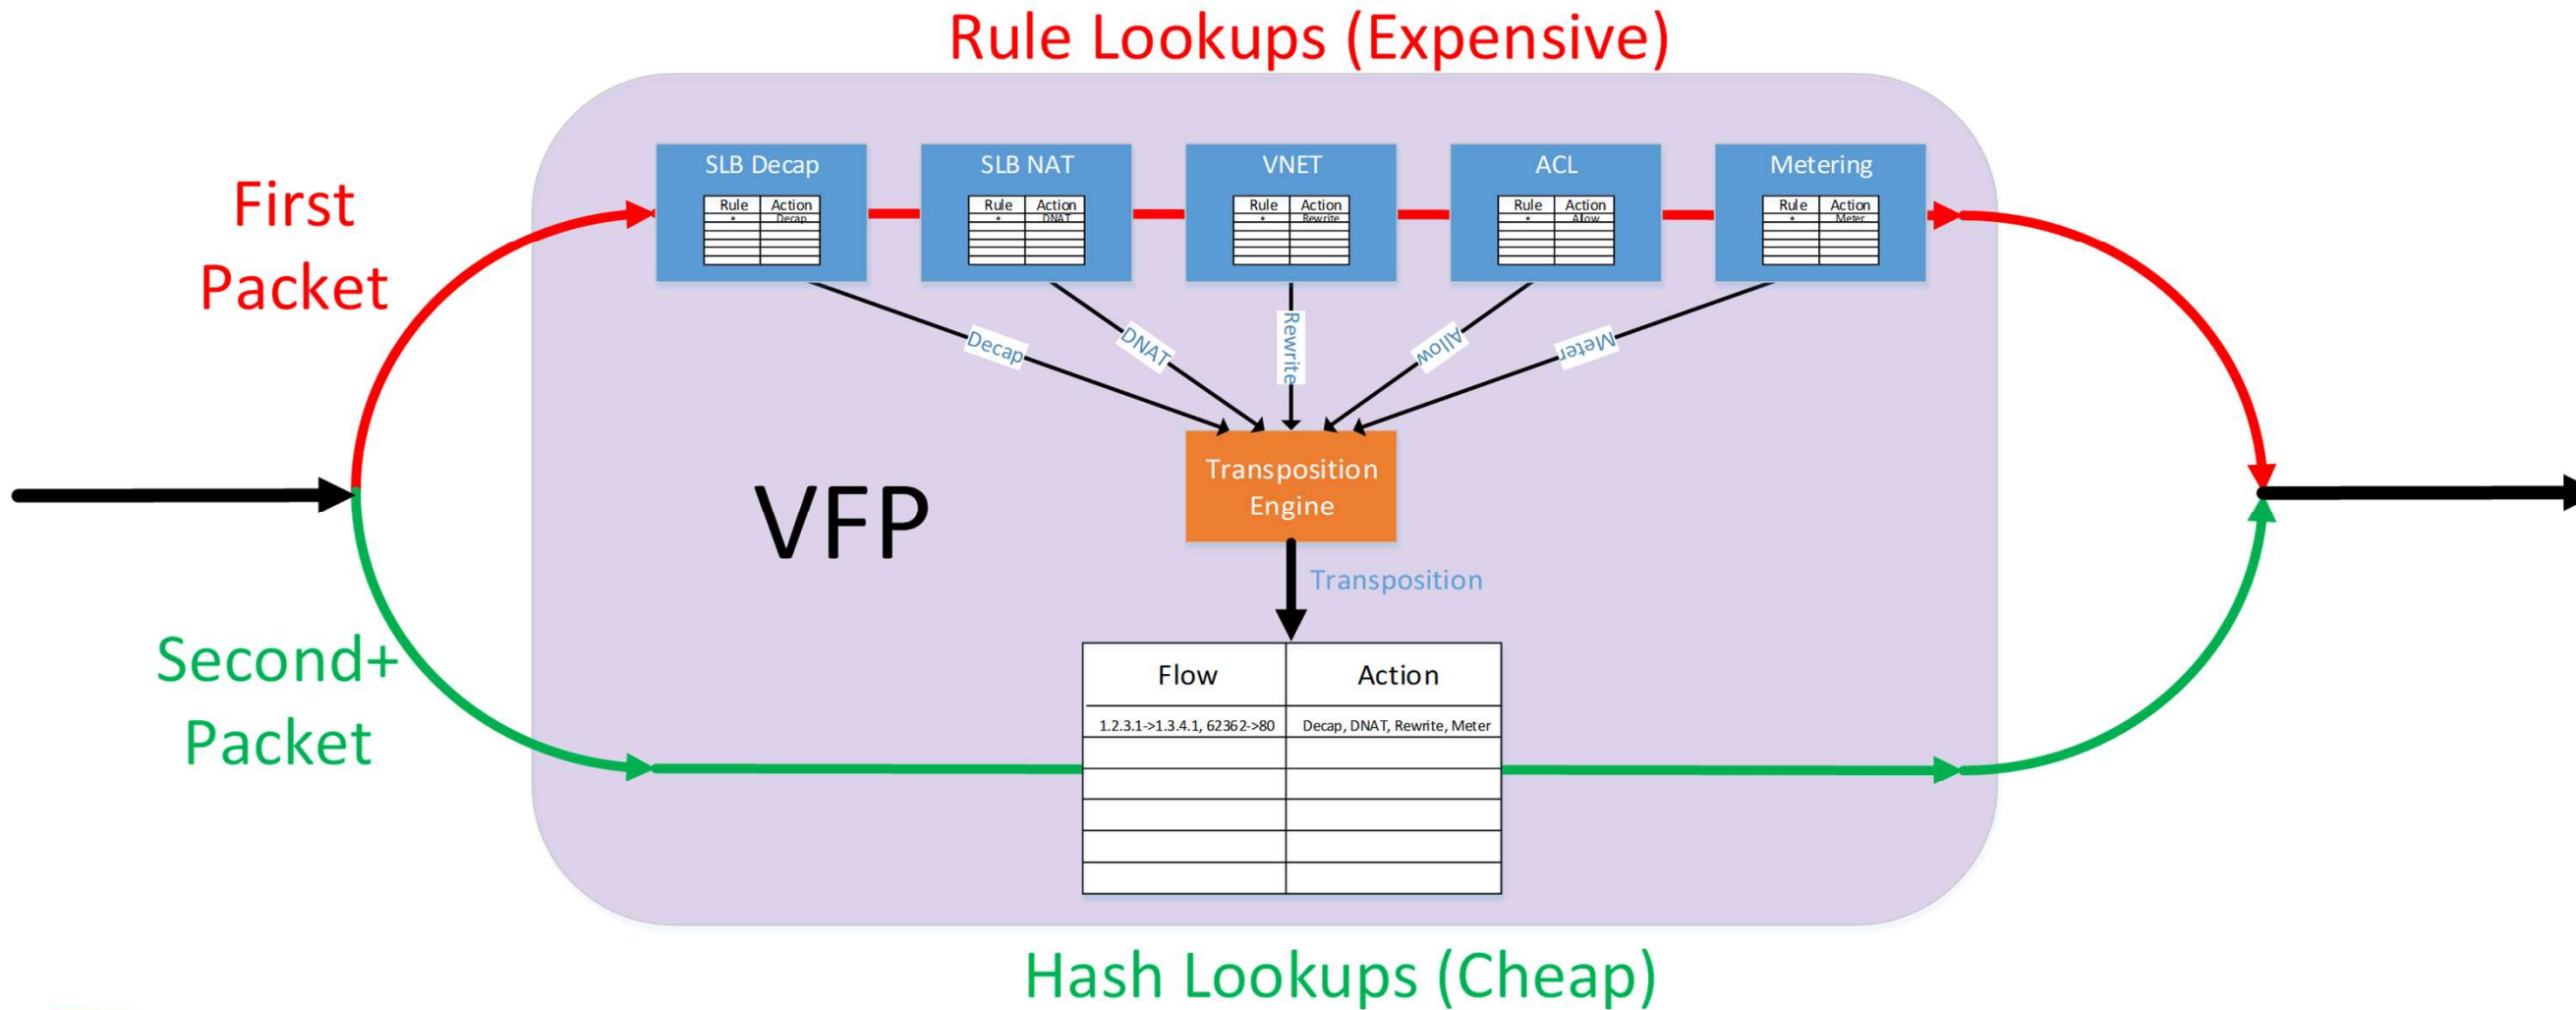 Rule Lookups (Expensive)
First
Packet
SLB Decap
Rule Action
* Decap
SLB NAT
Rule Action
* DNAT
VNET
Rule Action
* Rewrite
ACL
Rule Action
* Allow
Metering
Rule Action
* Meter
Decap
DNAT
Rewrite
Allow
Meter
Transposition
Engine
VFP
Transposition
Second+
Packet
Flow Action
1.2.3.1->1.3.4.1, 62362->80 Decap, DNAT, Rewrite, Meter
Hash Lookups (Cheap)